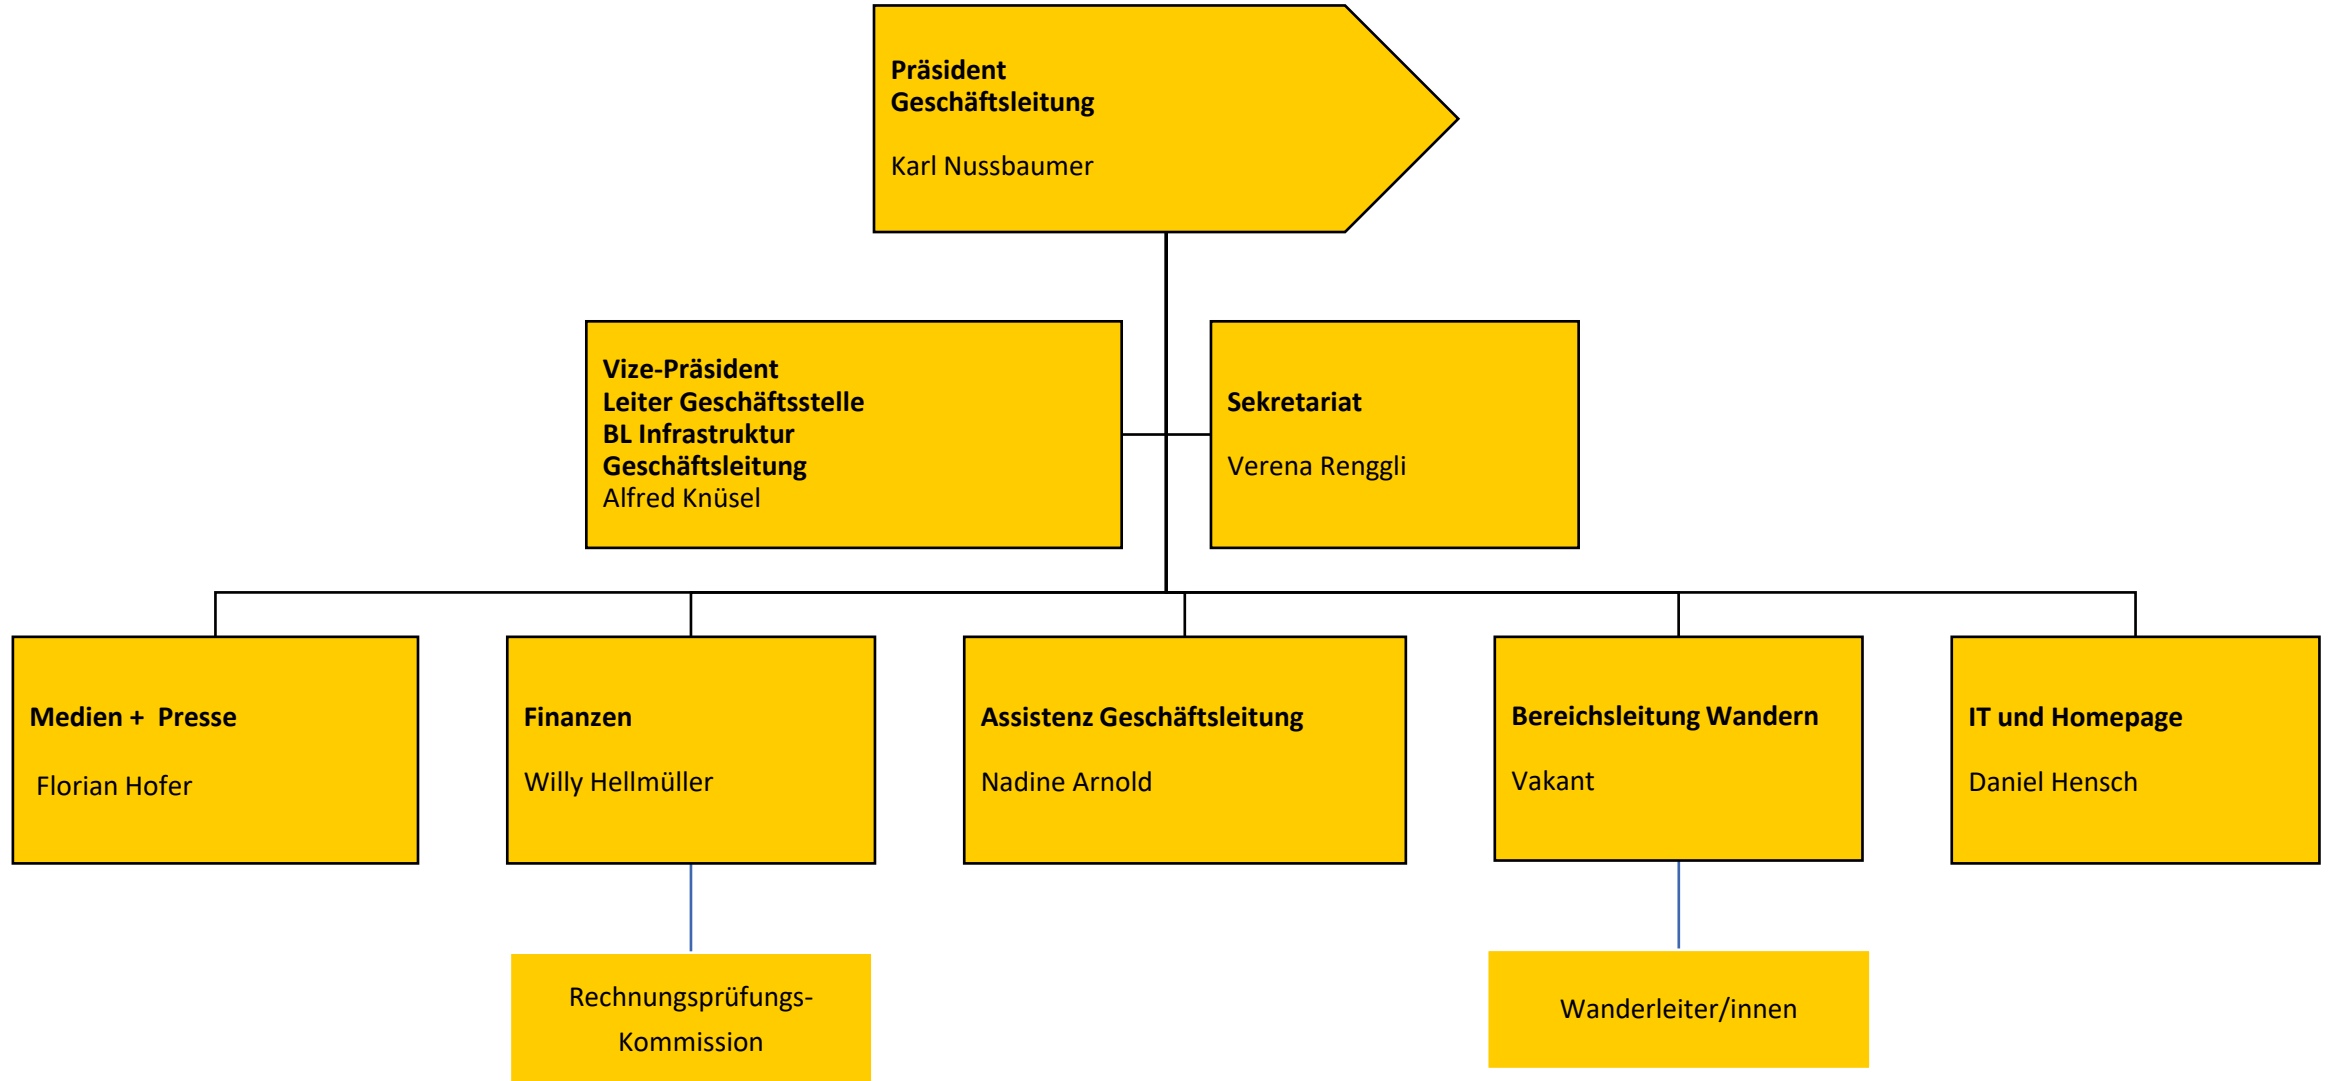 Präsident
Geschäftsleitung
Karl Nussbaumer
Vize-Präsident
Leiter Geschäftsstelle
BL Infrastruktur
Geschäftsleitung
Alfred Knüsel
Sekretariat
Verena Renggli
Medien +  Presse
Florian Hofer
Finanzen
Willy Hellmüller
Assistenz Geschäftsleitung
Nadine Arnold
Bereichsleitung Wandern
Vakant
IT und Homepage
Daniel Hensch
Rechnungsprüfungs-
Kommission
Wanderleiter/innen